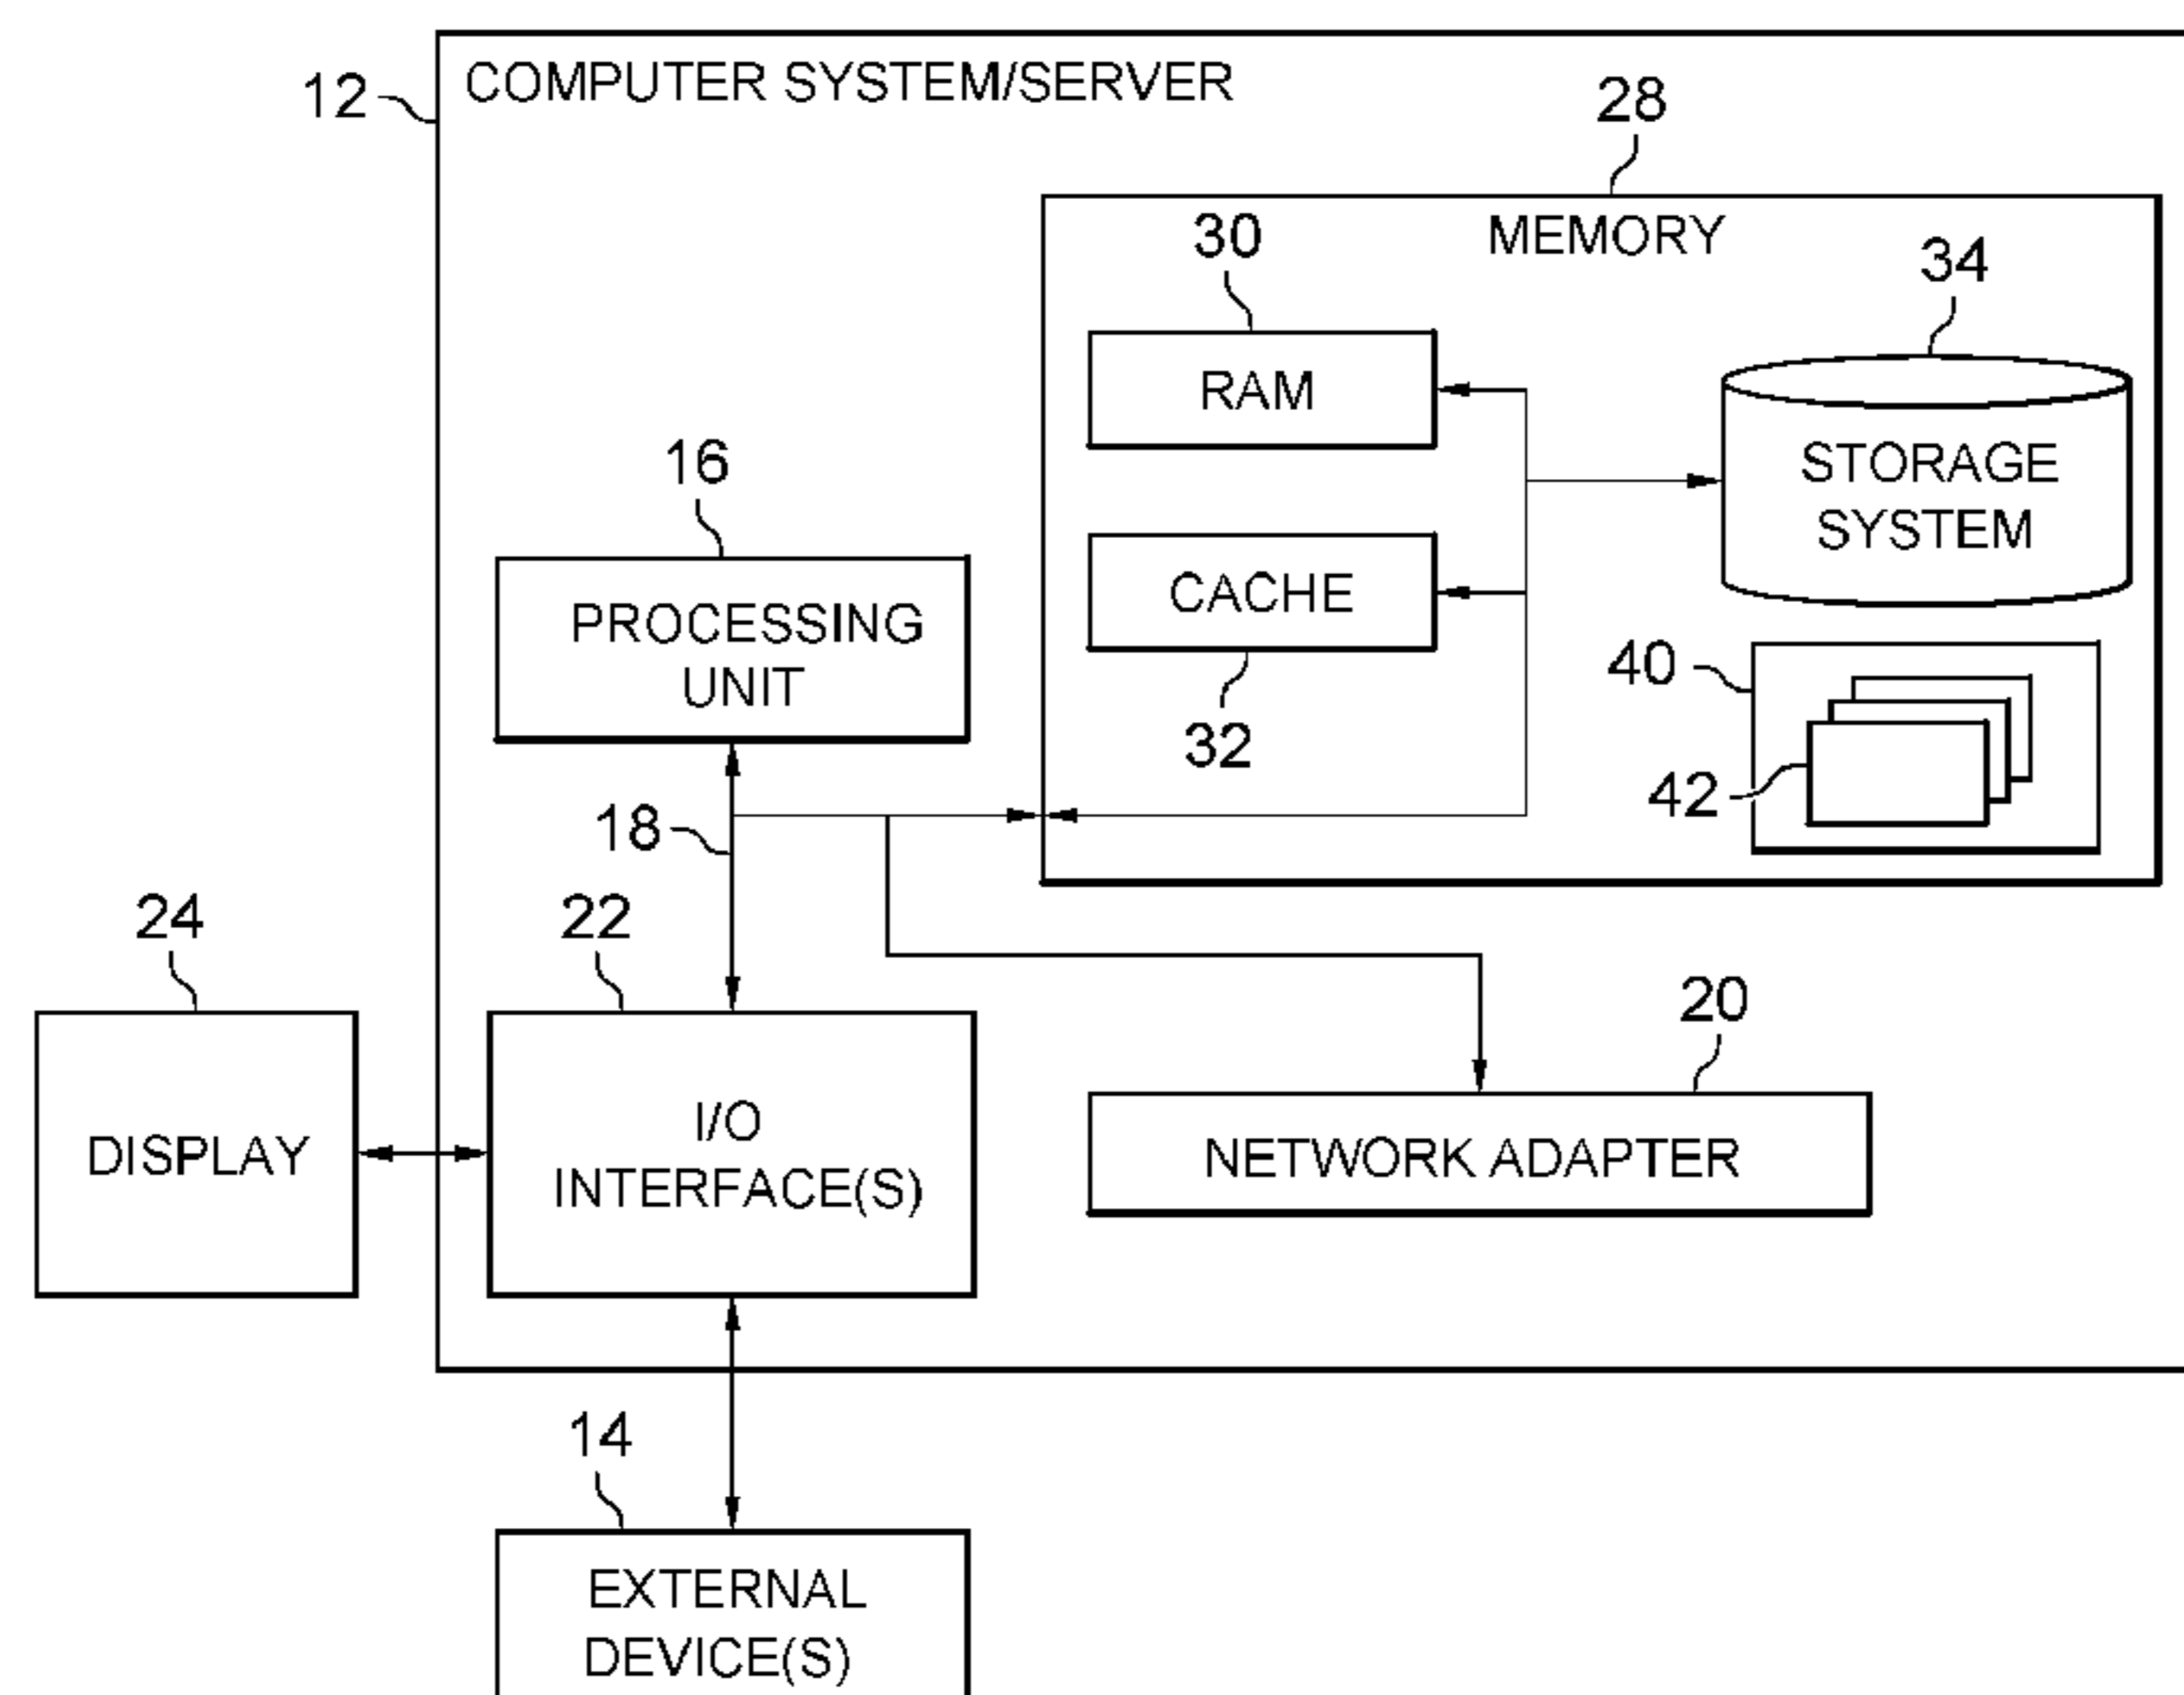 12
COMPUTER SYSTEM/SERVER
28
MEMORY
30
34
RAM
STORAGE
SYSTEM
16
PROCESSING
UNIT
CACHE
32
40
42
18
24
22
20
DISPLAY
I/O
INTERFACE(S)
NETWORK ADAPTER
14
EXTERNAL
DEVICE(S)